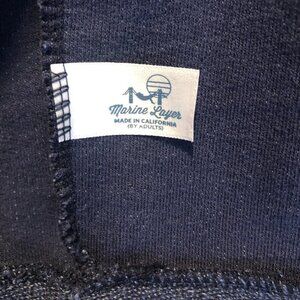 Marine Layer
MADE IN CALIFORNIA
(BY ADULTS)